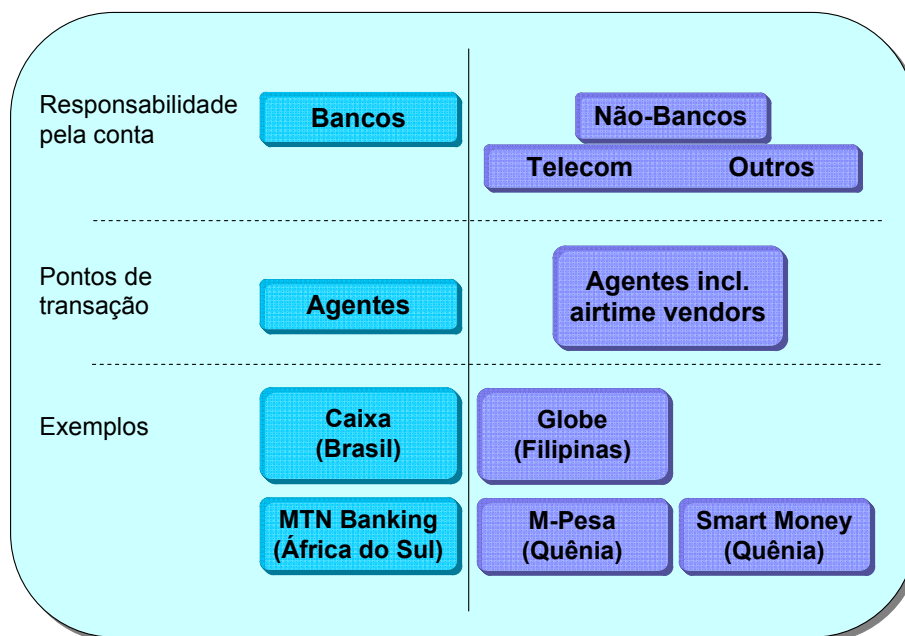 Responsabilidade
pela conta
Bancos
Não-Bancos
Telecom Outros
Pontos de
transação
Agentes
Agentes incl.
airtime vendors
Exemplos
Caixa
(Brasil)
Globe
(Filipinas)
MTN Banking
(África do Sul)
M-Pesa
(Quênia)
Smart Money
(Quênia)